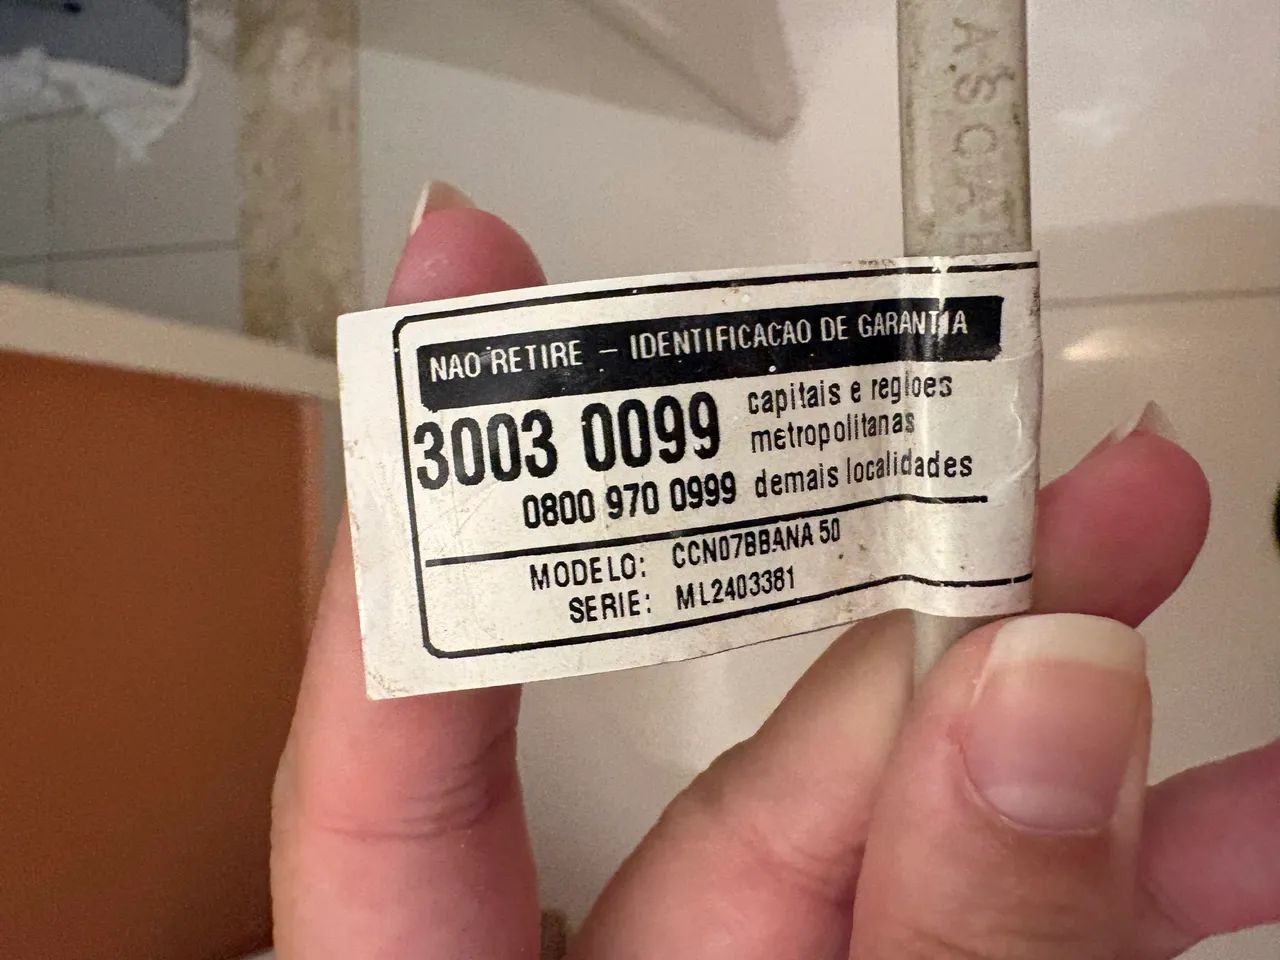 NAO RETIRE - IDENTIFICACAO DE GARANTIA
3003 0099 capitais e regioes
metropolitanas
0800 970 0999 demais localidades
MODELO: CCN07BBANA 50
SERIE: ML2403381